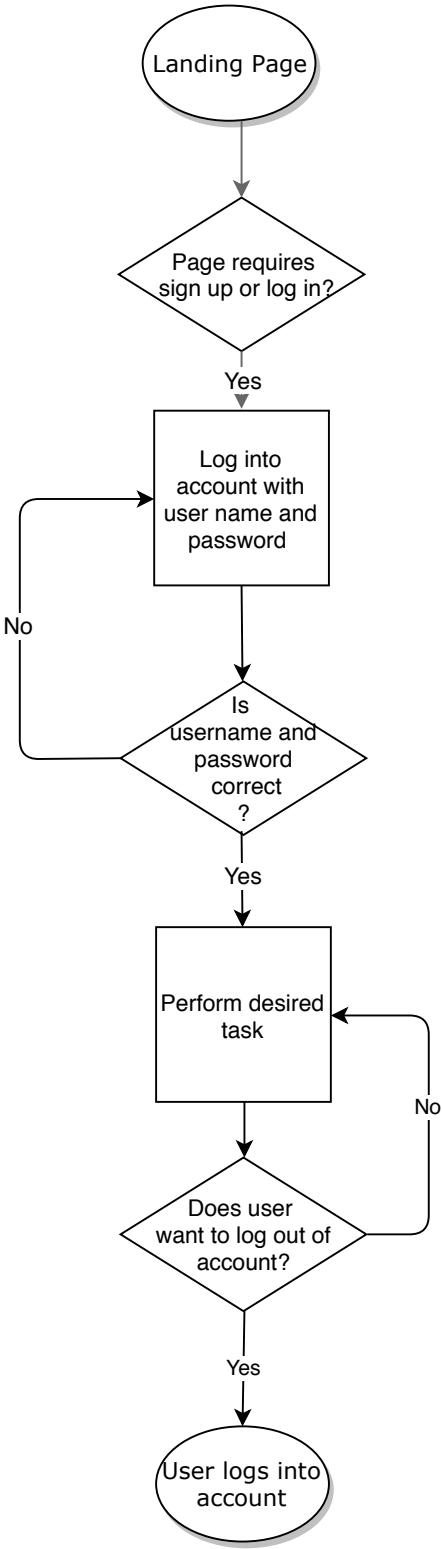 Landing Page
Page requires
sign up or log in?
Yes
Log into
account with
user name and
password
No
Is
username and
password
correct
?
Yes
Perform desired
task
No
Does user
want to log out of
account?
Yes
User logs into
account